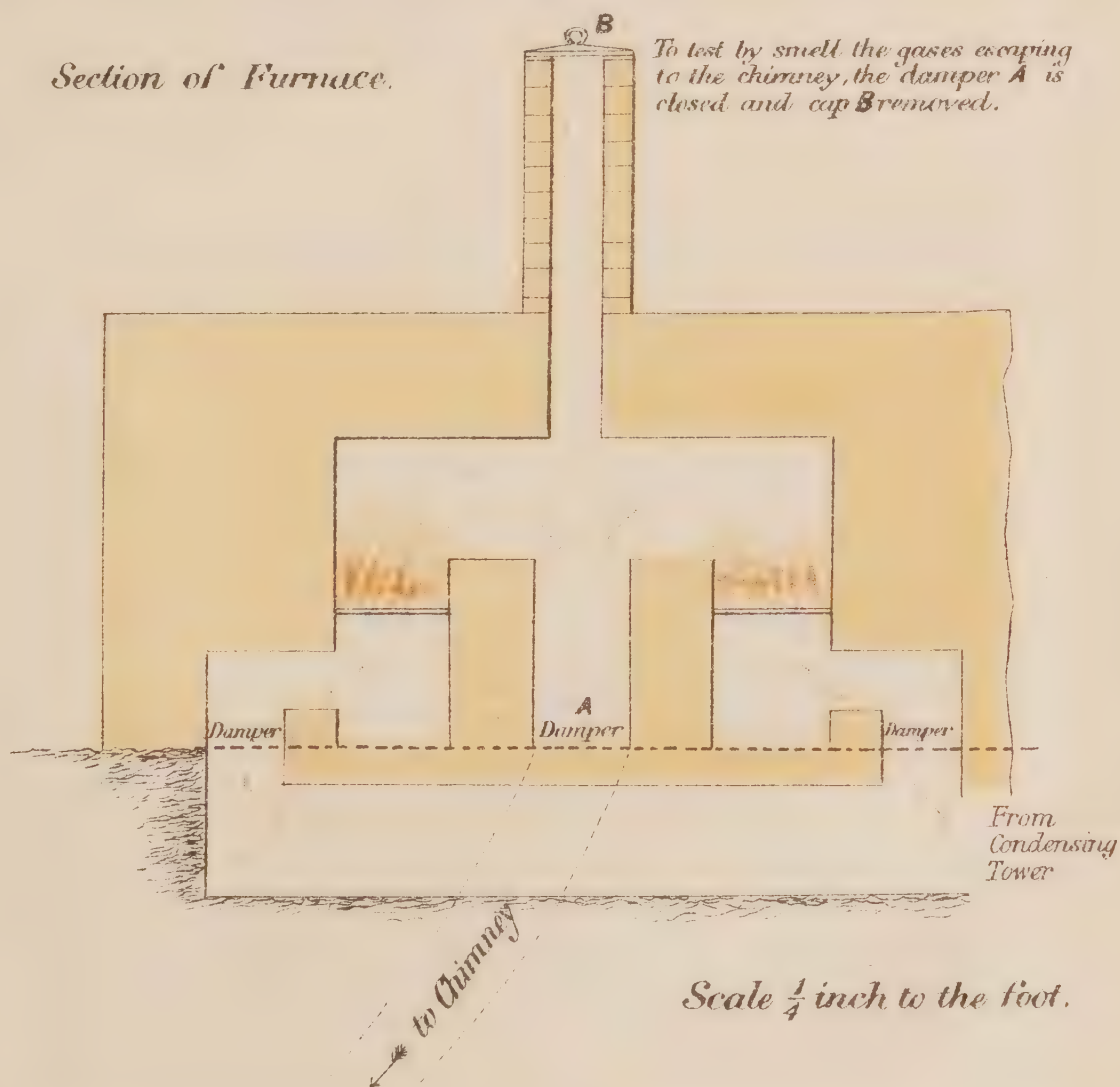 Section of Furnace.
B
To test by smell the gases escaping
to the chimney, the damper A is
closed and cap B removed.
Damper
A
Damper
Damper
From
Condensing
Tower
to Chimney
Scale 1/4 inch to the foot.